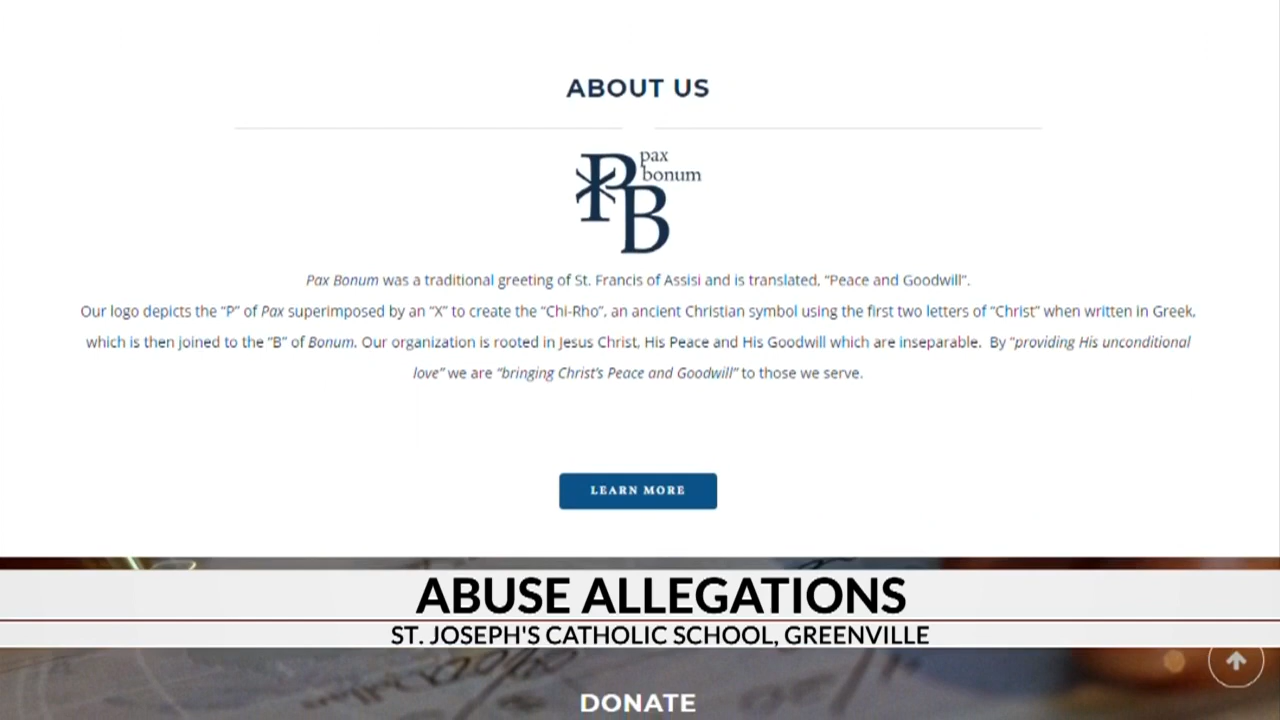 ABOUT US
pax
bonum
PB
Pax Bonum was a traditional greeting of St. Francis of Assisi and is translated, “Peace and Goodwill”.
Our logo depicts the “P” of Pax superimposed by an “X” to create the “Chi-Rho”, an ancient Christian symbol using the first two letters of “Christ” when written in Greek,
which is then joined to the “B” of Bonum. Our organization is rooted in Jesus Christ, His Peace and His Goodwill which are inseparable. By “providing His unconditional
love” we are “bringing Christ’s Peace and Goodwill” to those we serve.
LEARN MORE
ABUSE ALLEGATIONS
ST. JOSEPH'S CATHOLIC SCHOOL, GREENVILLE
DONATE